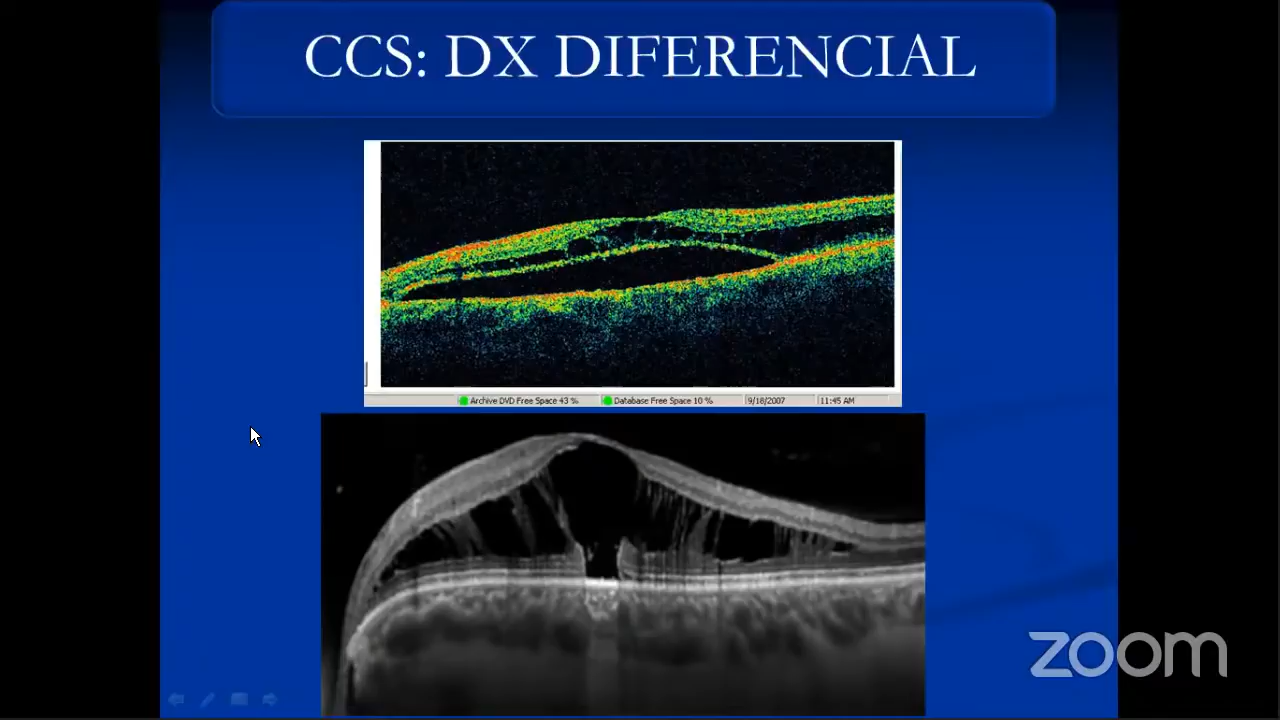 CCS: DX DIFERENCIAL
Archive DVD Free Space 43 % Database Free Space 10 % 9/18/2007 11:45 AM
zoom